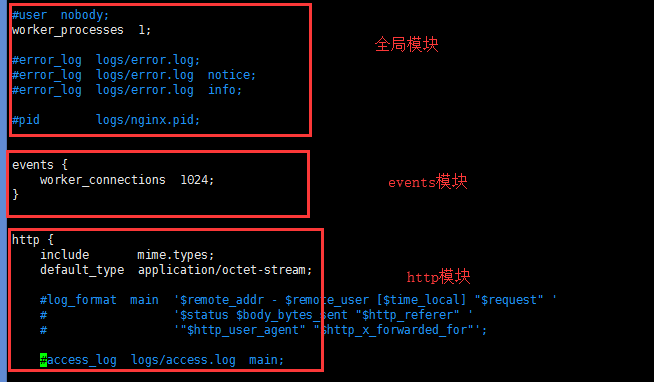 #user  nobody;
worker_processes  1;
全局模块
#error_log  logs/error.log;
#error_log  logs/error.log  notice;
#error_log  logs/error.log  info;
#pid        logs/nginx.pid;
events {
    worker_connections  1024;
}
events模块
http {
    include       mime.types;
    default_type  application/octet-stream;
http模块
    #log_format  main  '$remote_addr - $remote_user [$time_local] "$request" '
    #                  '$status $body_bytes_sent "$http_referer" '
    #                  '"$http_user_agent" "$http_x_forwarded_for"';
    #access_log  logs/access.log  main;